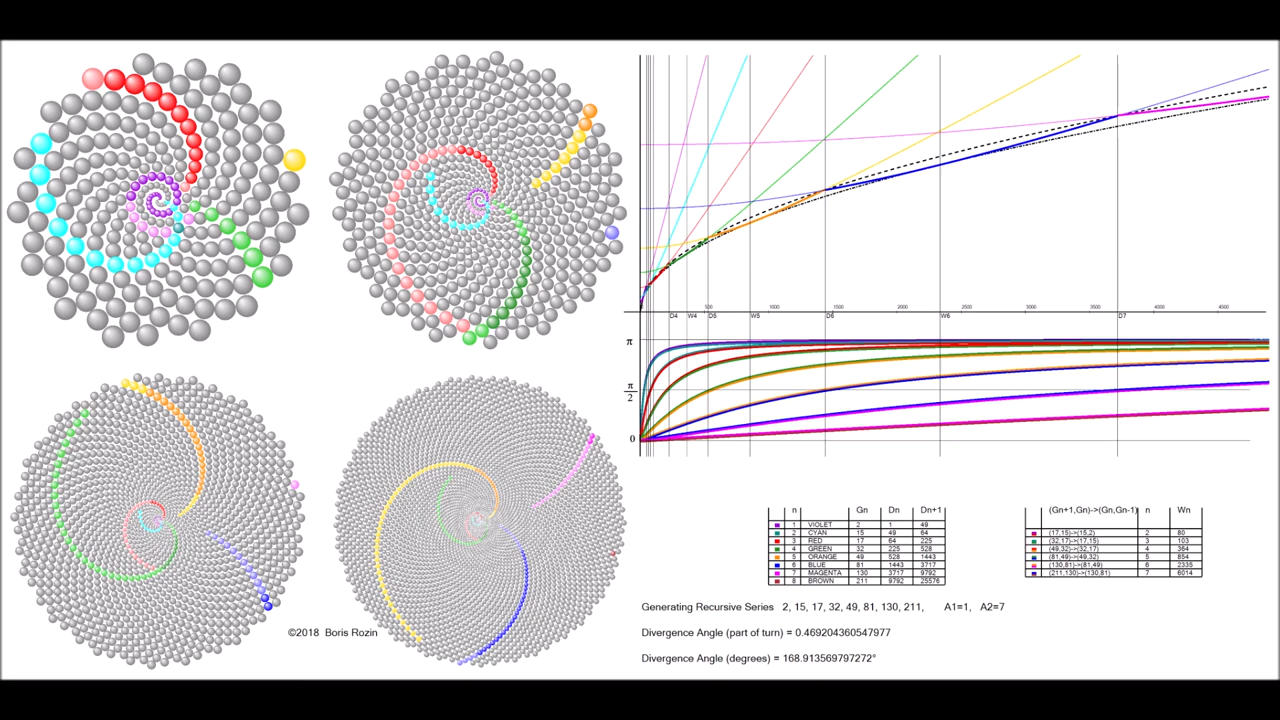 500 1000 1500 2000 2500 3000 3500 4000 4500
D4 W4 D5 W5 D6 W6 D7
π
π
2
0
n Gn Dn Dn+1
1 VIOLET 2 1 49
2 CYAN 15 49 64
3 RED 17 64 225
4 GREEN 32 225 528
5 ORANGE 49 528 1443
6 BLUE 81 1443 3717
7 MAGENTA 130 3717 9792
8 BROWN 211 9792 25576
(Gn+1,Gn)->(Gn,Gn-1) n Wn
(17,15)->(15,2) 2 80
(32,17)->(17,15) 3 103
(49,32)->(32,17) 4 364
(81,49)->(49,32) 5 854
(130,81)->(81,49) 6 2335
(211,130)->(130,81) 7 6014
Generating Recursive Series 2, 15, 17, 32, 49, 81, 130, 211, A1=1, A2=7
©2018 Boris Rozin
Divergence Angle (part of turn) = 0.469204360547977
Divergence Angle (degrees) = 168.913569797272°